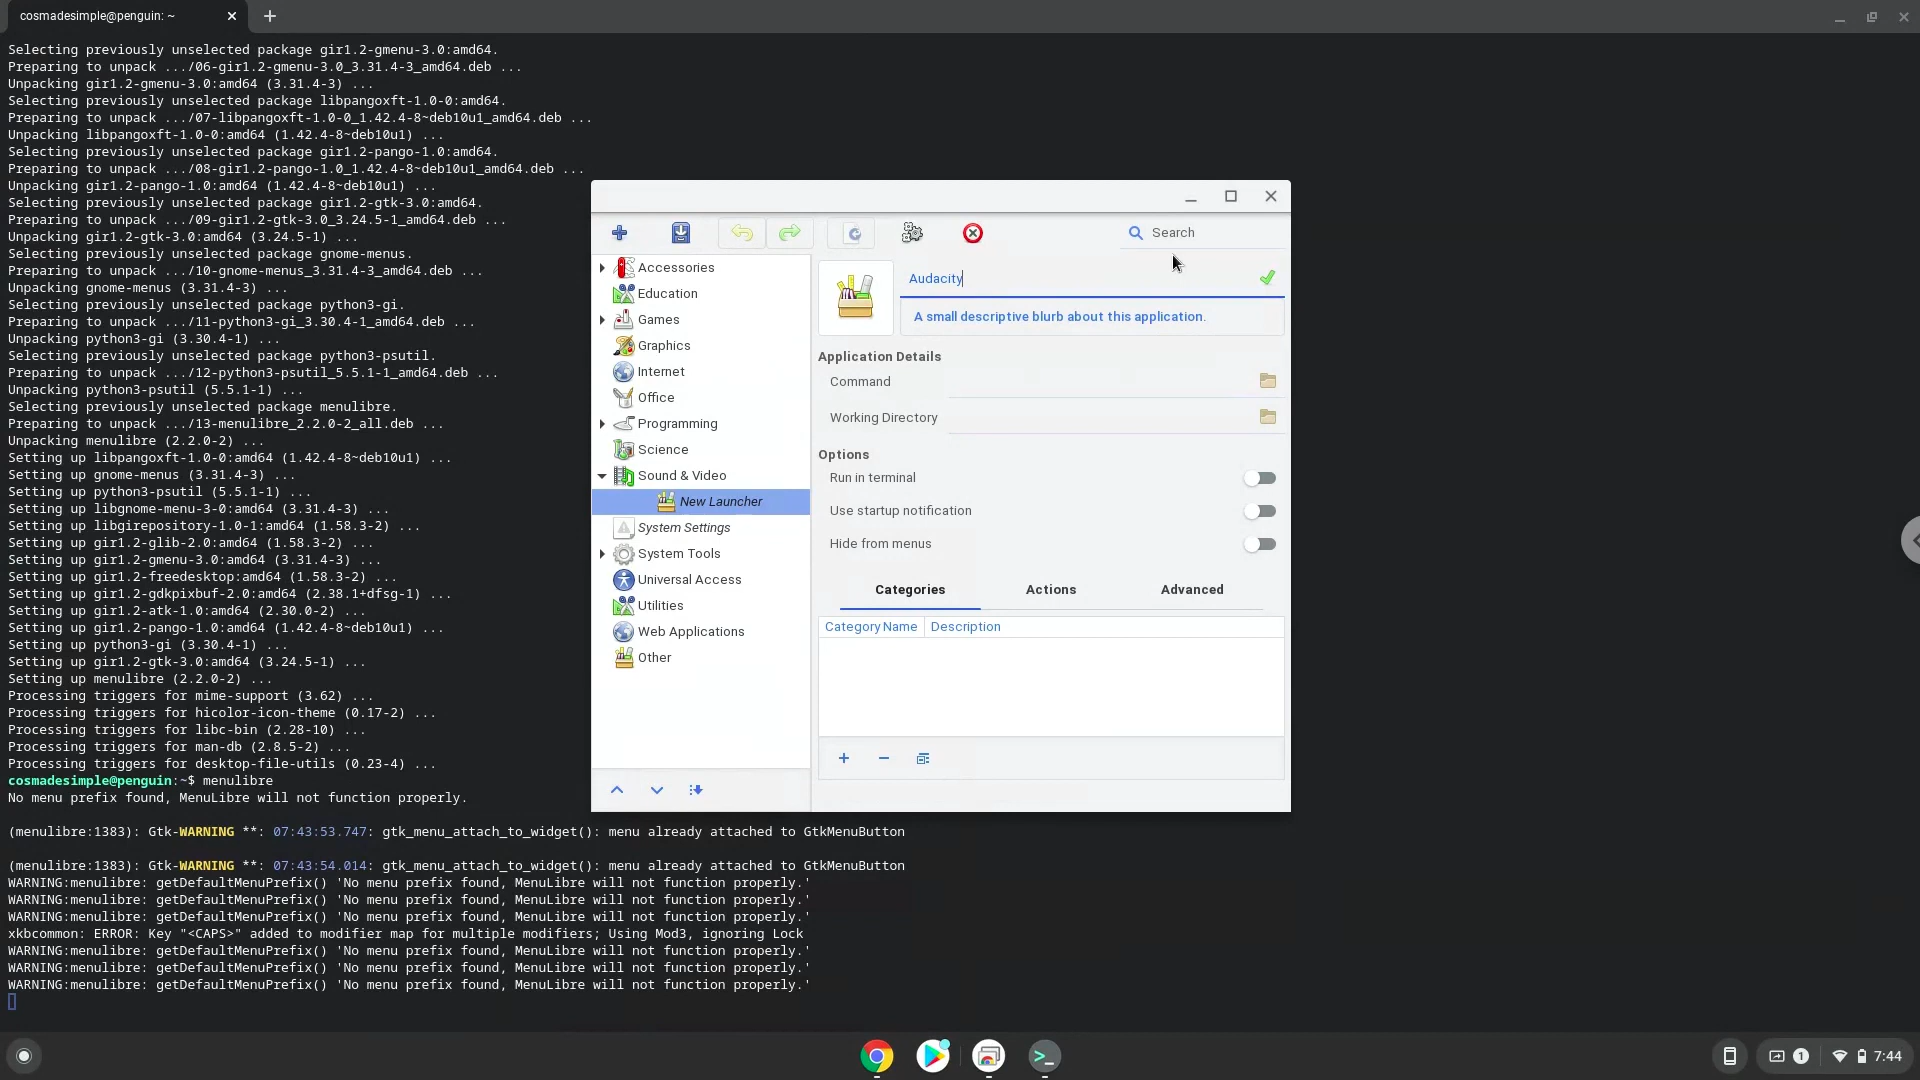 cosmadesimple@penguin: ~
Selecting previously unselected package gir1.2-gmenu-3.0:amd64.
Preparing to unpack .../06-gir1.2-gmenu-3.0_3.31.4-3_amd64.deb ...
Unpacking gir1.2-gmenu-3.0:amd64 (3.31.4-3) ...
Selecting previously unselected package libpangoxft-1.0-0:amd64.
Preparing to unpack .../07-libpangoxft-1.0-0_1.42.4-8~deb10u1_amd64.deb ...
Unpacking libpangoxft-1.0-0:amd64 (1.42.4-8~deb10u1) ...
Selecting previously unselected package gir1.2-pango-1.0:amd64.
Preparing to unpack .../08-gir1.2-pango-1.0_1.42.4-8~deb10u1_amd64.deb ...
Unpacking gir1.2-pango-1.0:amd64 (1.42.4-8~deb10u1) ...
Selecting previously unselected package gir1.2-gtk-3.0:amd64.
Preparing to unpack .../09-gir1.2-gtk-3.0_3.24.5-1_amd64.deb ...
Unpacking gir1.2-gtk-3.0:amd64 (3.24.5-1) ...
Selecting previously unselected package gnome-menus.
Preparing to unpack .../10-gnome-menus_3.31.4-3_amd64.deb ...
Unpacking gnome-menus (3.31.4-3) ...
Selecting previously unselected package python3-gi.
Preparing to unpack .../11-python3-gi_3.30.4-1_amd64.deb ...
Unpacking python3-gi (3.30.4-1) ...
Selecting previously unselected package python3-psutil.
Preparing to unpack .../12-python3-psutil_5.5.1-1_amd64.deb ...
Unpacking python3-psutil (5.5.1-1) ...
Selecting previously unselected package menulibre.
Preparing to unpack .../13-menulibre_2.2.0-2_all.deb ...
Unpacking menulibre (2.2.0-2) ...
Setting up libpangoxft-1.0-0:amd64 (1.42.4-8~deb10u1) ...
Setting up gnome-menus (3.31.4-3) ...
Setting up python3-psutil (5.5.1-1) ...
Setting up libgnome-menu-3-0:amd64 (3.31.4-3) ...
Setting up libgirepository-1.0-1:amd64 (1.58.3-2) ...
Setting up gir1.2-glib-2.0:amd64 (1.58.3-2) ...
Setting up gir1.2-gmenu-3.0:amd64 (3.31.4-3) ...
Setting up gir1.2-freedesktop:amd64 (1.58.3-2) ...
Setting up gir1.2-gdkpixbuf-2.0:amd64 (2.38.1+dfsg-1) ...
Setting up gir1.2-atk-1.0:amd64 (2.30.0-2) ...
Setting up gir1.2-pango-1.0:amd64 (1.42.4-8~deb10u1) ...
Setting up python3-gi (3.30.4-1) ...
Setting up gir1.2-gtk-3.0:amd64 (3.24.5-1) ...
Setting up menulibre (2.2.0-2) ...
Processing triggers for mime-support (3.62) ...
Processing triggers for hicolor-icon-theme (0.17-2) ...
Processing triggers for libc-bin (2.28-10) ...
Processing triggers for man-db (2.8.5-2) ...
Processing triggers for desktop-file-utils (0.23-4) ...
cosmadesimple@penguin:~$ menulibre
No menu prefix found, MenuLibre will not function properly.
(menulibre:1383): Gtk-WARNING **: 07:43:53.747: gtk_menu_attach_to_widget(): menu already attached to GtkMenuButton
(menulibre:1383): Gtk-WARNING **: 07:43:54.014: gtk_menu_attach_to_widget(): menu already attached to GtkMenuButton
WARNING:menulibre: getDefaultMenuPrefix() 'No menu prefix found, MenuLibre will not function properly.'
WARNING:menulibre: getDefaultMenuPrefix() 'No menu prefix found, MenuLibre will not function properly.'
WARNING:menulibre: getDefaultMenuPrefix() 'No menu prefix found, MenuLibre will not function properly.'
xkbcommon: ERROR: Key "<CAPS>" added to modifier map for multiple modifiers; Using Mod3, ignoring Lock
WARNING:menulibre: getDefaultMenuPrefix() 'No menu prefix found, MenuLibre will not function properly.'
WARNING:menulibre: getDefaultMenuPrefix() 'No menu prefix found, MenuLibre will not function properly.'
WARNING:menulibre: getDefaultMenuPrefix() 'No menu prefix found, MenuLibre will not function properly.'
Search
Accessories
Education
Games
Graphics
Internet
Office
Programming
Science
Sound & Video
New Launcher
System Settings
System Tools
Universal Access
Utilities
Web Applications
Other
Audacity
A small descriptive blurb about this application.
Application Details
Command
Working Directory
Options
Run in terminal
Use startup notification
Hide from menus
Categories Actions Advanced
Category Name Description
1 7:44